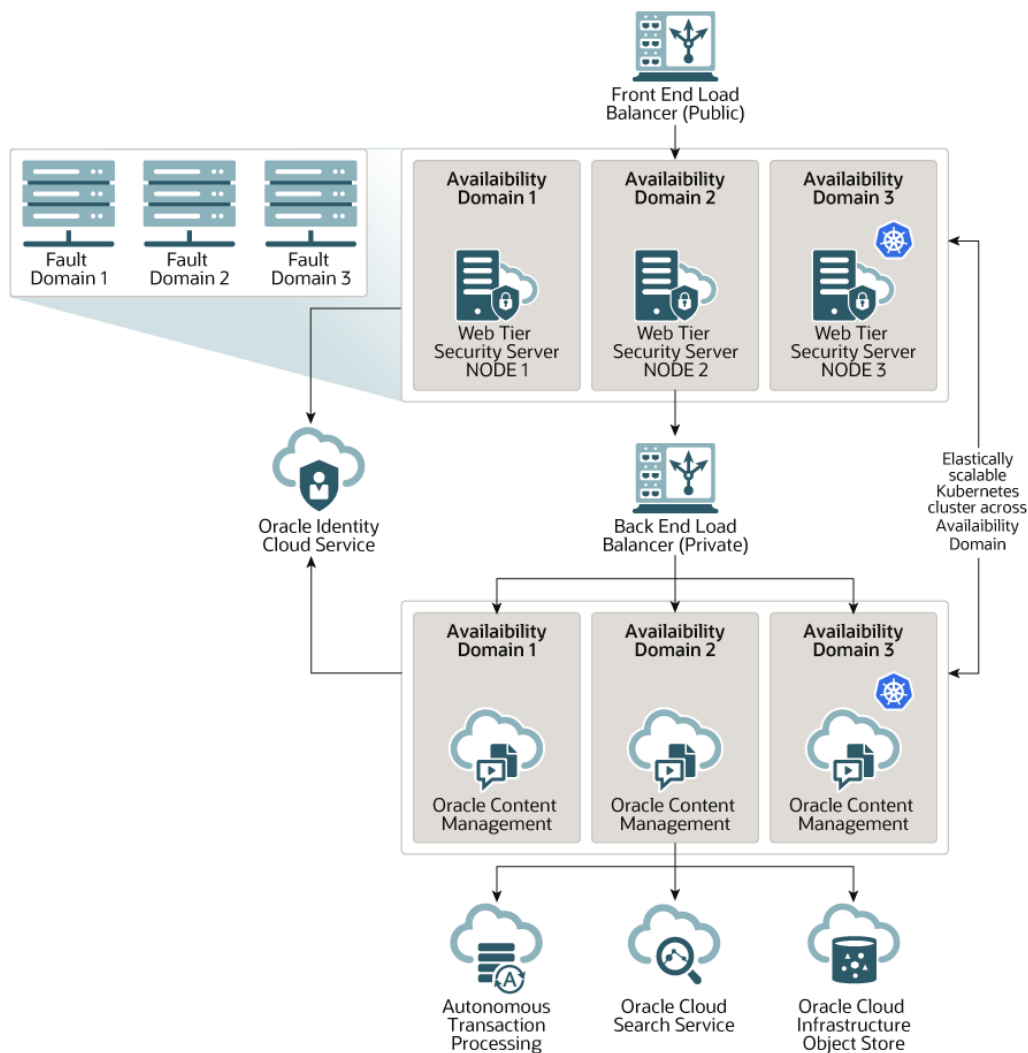 Front End Load
Balancer (Public)
Fault
Domain 1
Fault
Domain 2
Fault
Domain 3
Availaibility
Domain 1
Availaibility
Domain 2
Availaibility
Domain 3
Web Tier
Security Server
NODE 1
Web Tier
Security Server
NODE 2
Web Tier
Security Server
NODE 3
Oracle Identity
Cloud Service
Back End Load
Balancer (Private)
Elastically
scalable
Kubernetes
cluster across
Availaibility
Domain
Availaibility
Domain 1
Availaibility
Domain 2
Availaibility
Domain 3
Oracle Content
Management
Oracle Content
Management
Oracle Content
Management
A
Autonomous
Transaction
Processing
Oracle Cloud
Search Service
Oracle Cloud
Infrastructure
Object Store